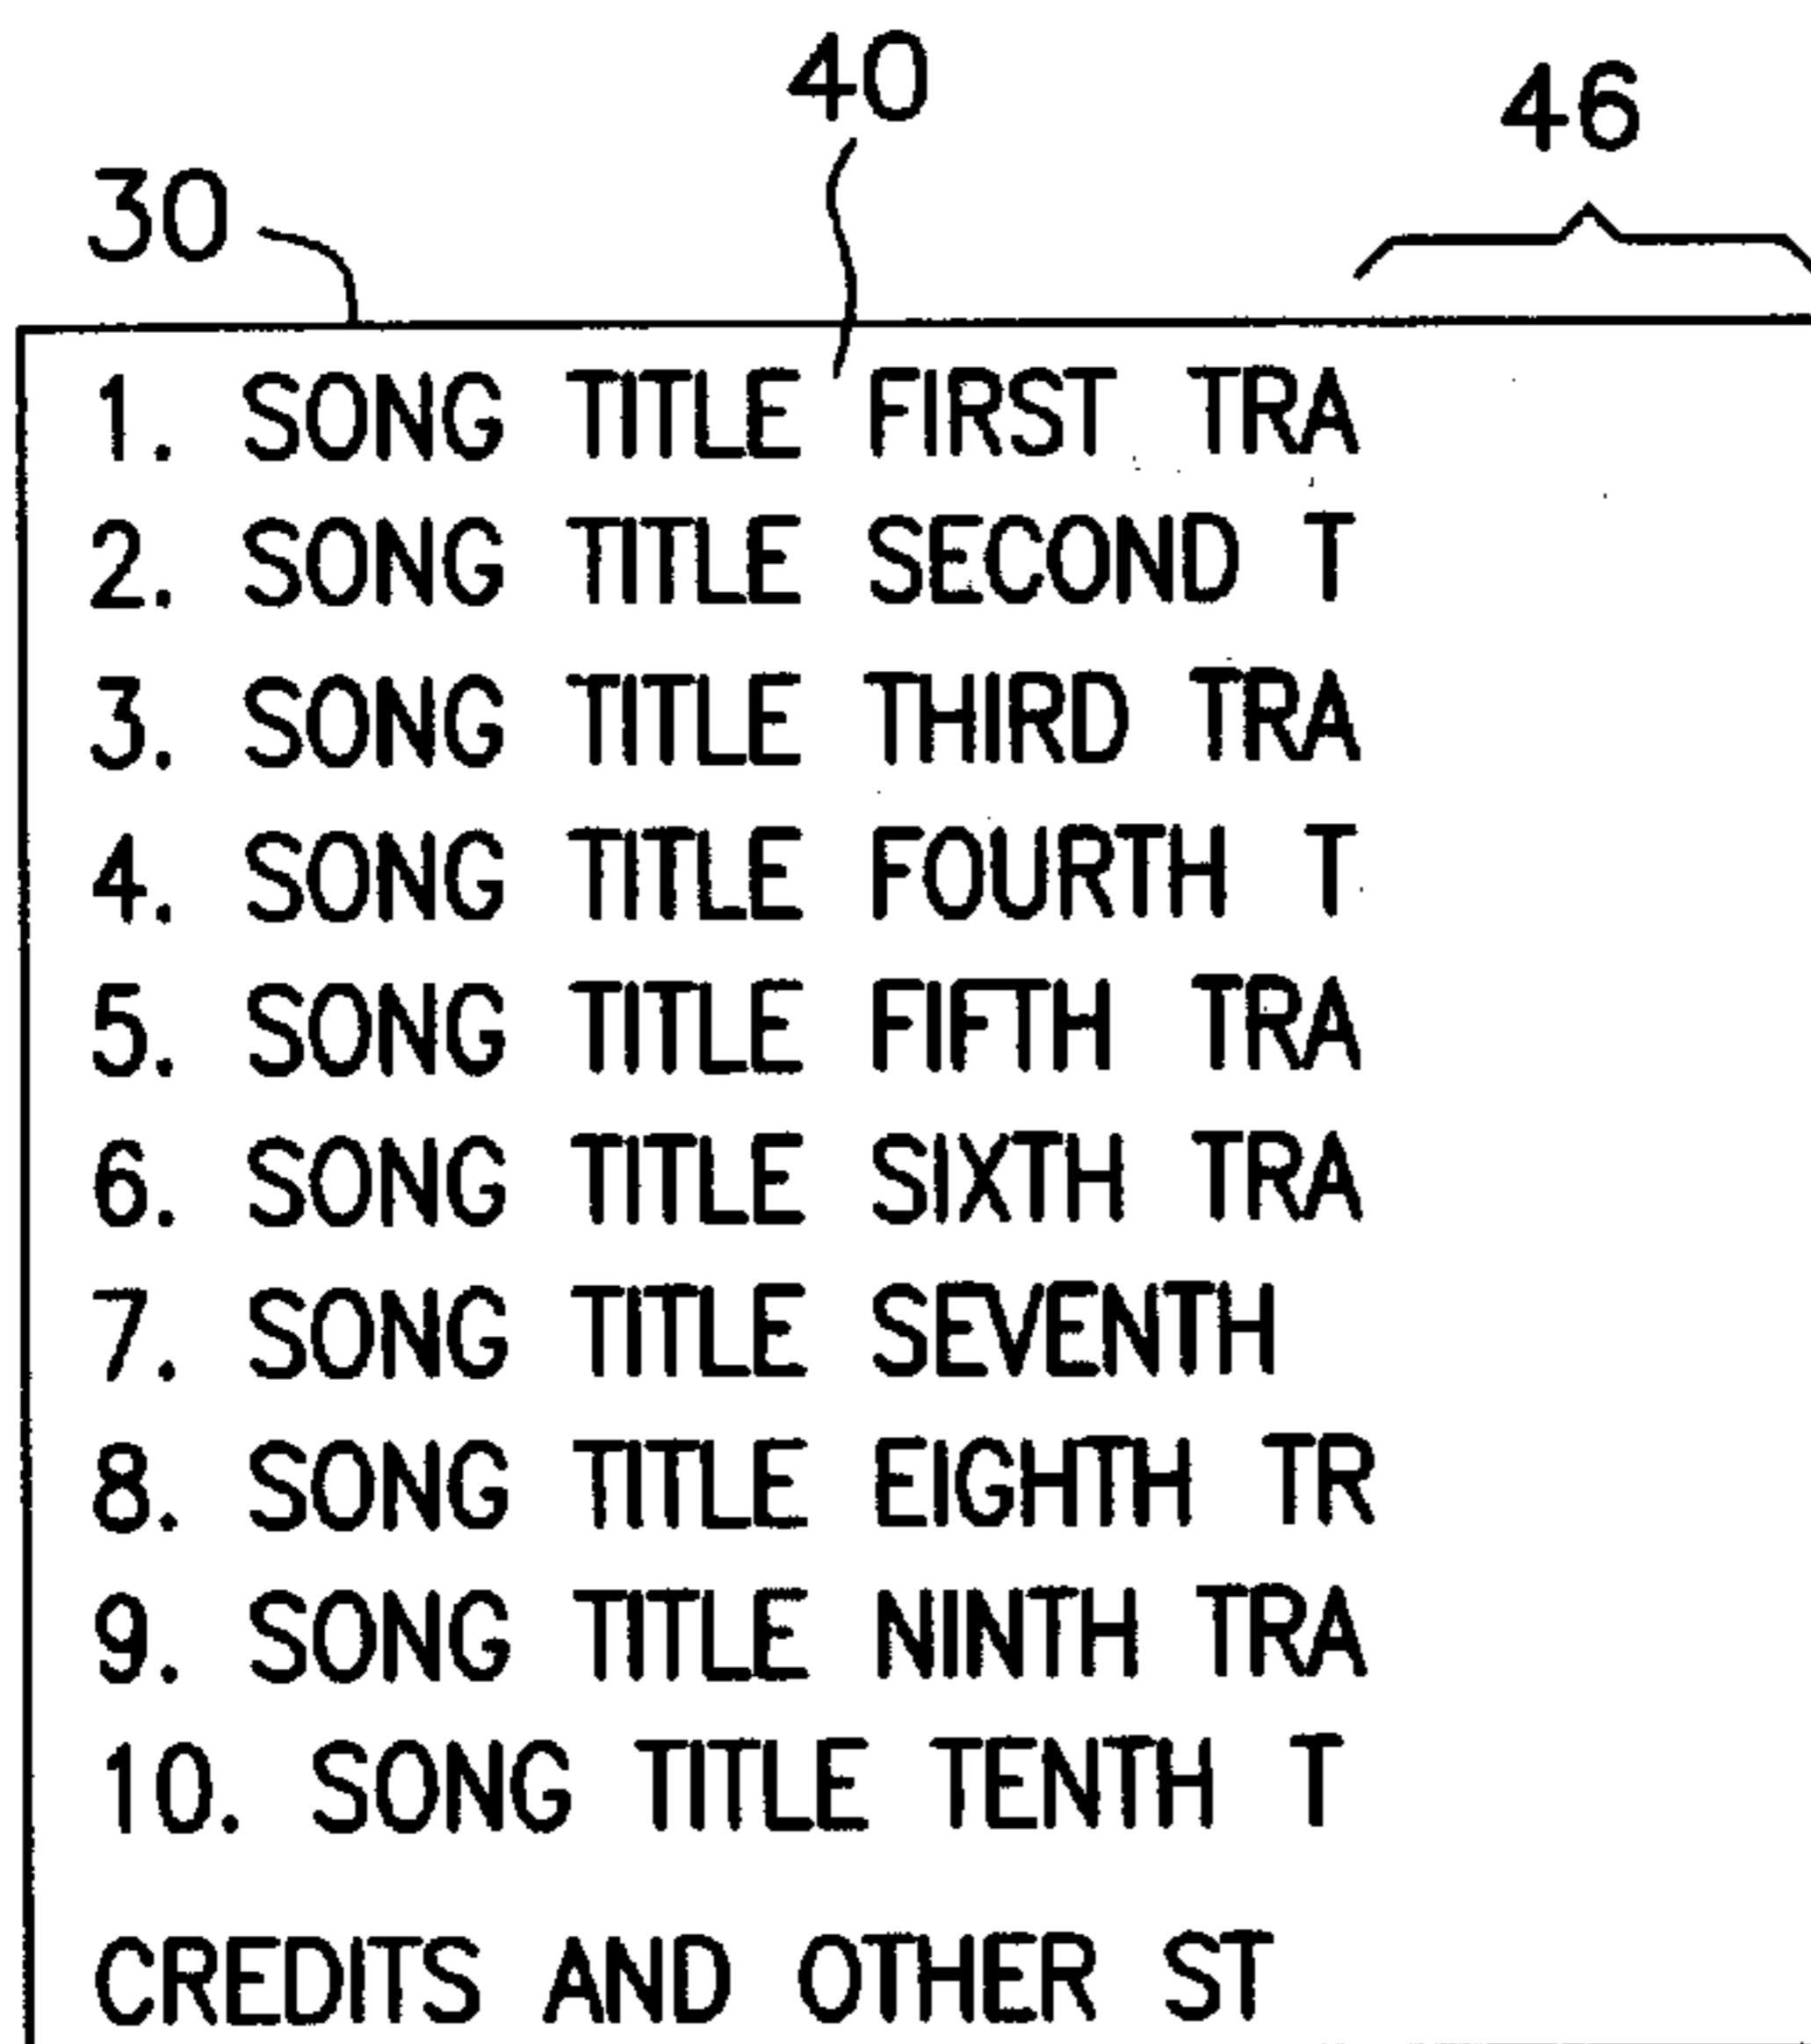 40
46
30
1. SONG TITLE FIRST TRA
2. SONG TITLE SECOND T
3. SONG TITLE THIRD TRA
4. SONG TITLE FOURTH T
5. SONG TITLE FIFTH TRA
6. SONG TITLE SIXTH TRA
7. SONG TITLE SEVENTH
8. SONG TITLE EIGHTH TR
9. SONG TITLE NINTH TRA
10. SONG TITLE TENTH T
CREDITS AND OTHER ST